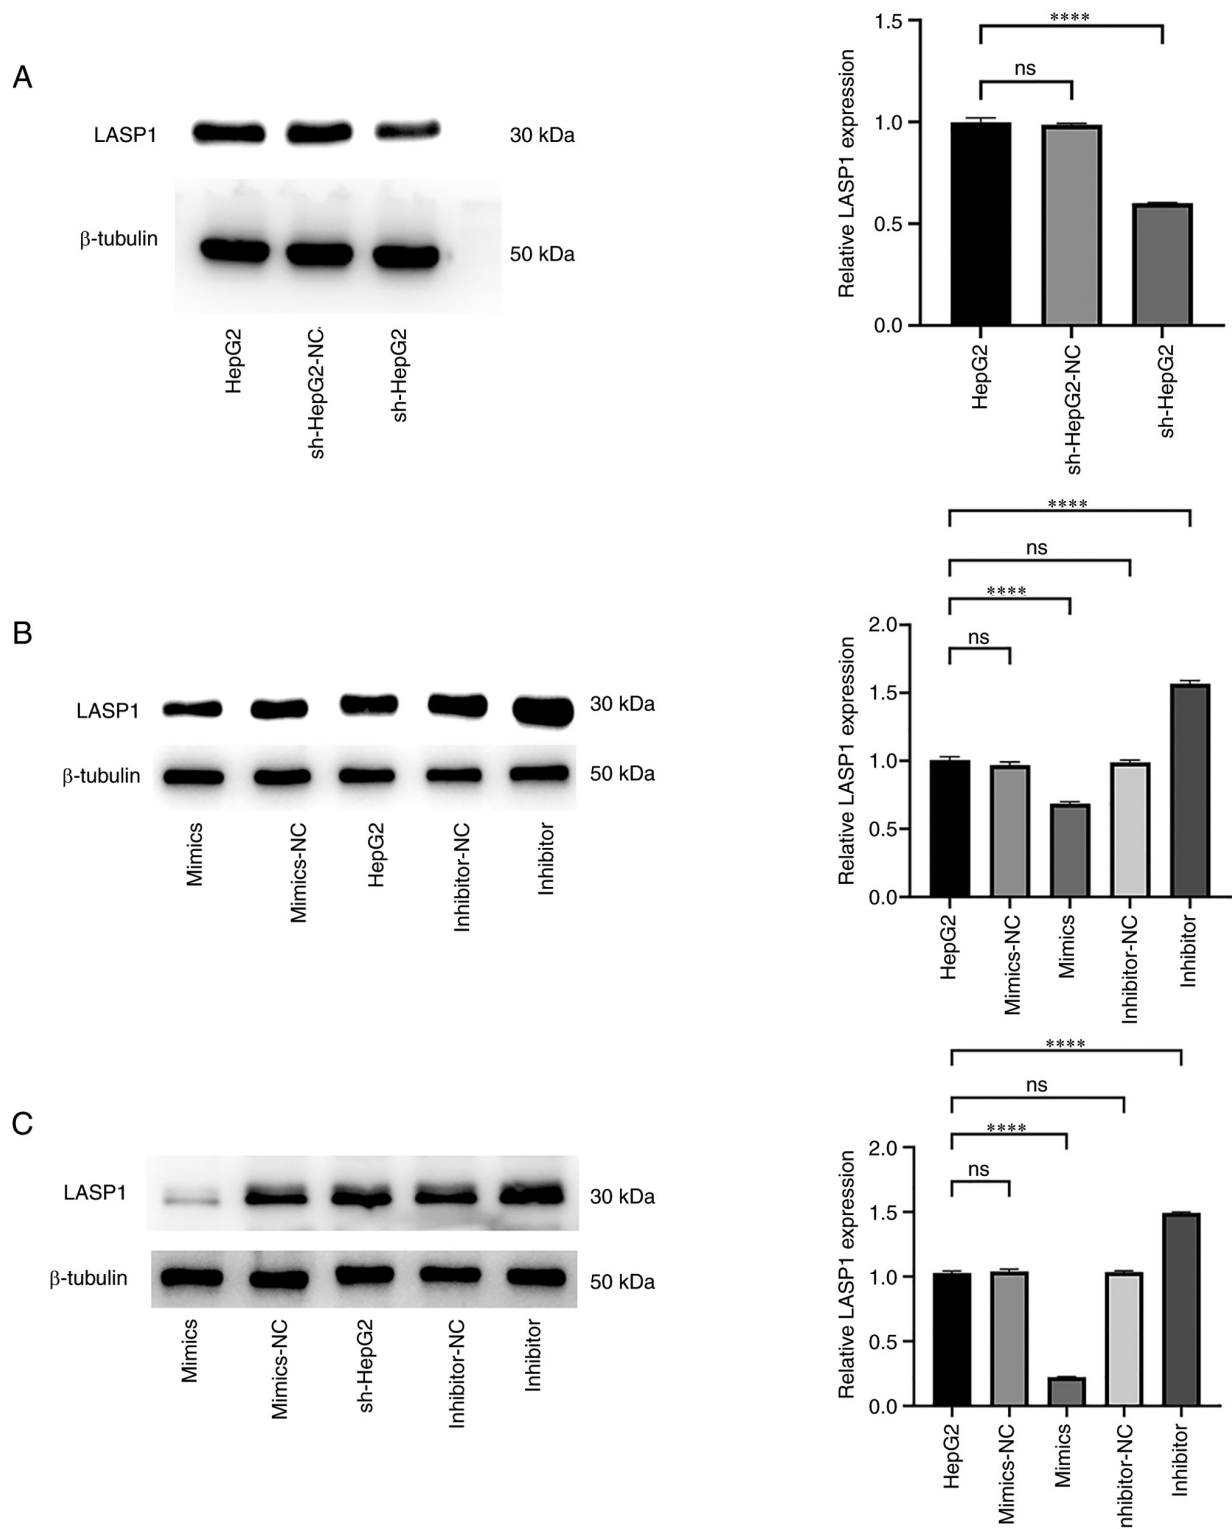 A
LASP1
30 kDa
β-tubulin
50 kDa
HepG2
sh-HepG2-NC
sh-HepG2
****
ns
1.5
1.0
0.5
0.0
Relative LASP1 expression
HepG2
sh-HepG2-NC
sh-HepG2
B
LASP1
30 kDa
β-tubulin
50 kDa
Mimics
Mimics-NC
HepG2
Inhibitor-NC
Inhibitor
****
ns
****
ns
2.0
1.5
1.0
0.5
0.0
Relative LASP1 expression
HepG2
Mimics-NC
Mimics
Inhibitor-NC
Inhibitor
C
LASP1
30 kDa
β-tubulin
50 kDa
Mimics
Mimics-NC
sh-HepG2
Inhibitor-NC
Inhibitor
****
ns
****
ns
2.0
1.5
1.0
0.5
0.0
Relative LASP1 expression
HepG2
Mimics-NC
Mimics
nhibitor-NC
Inhibitor